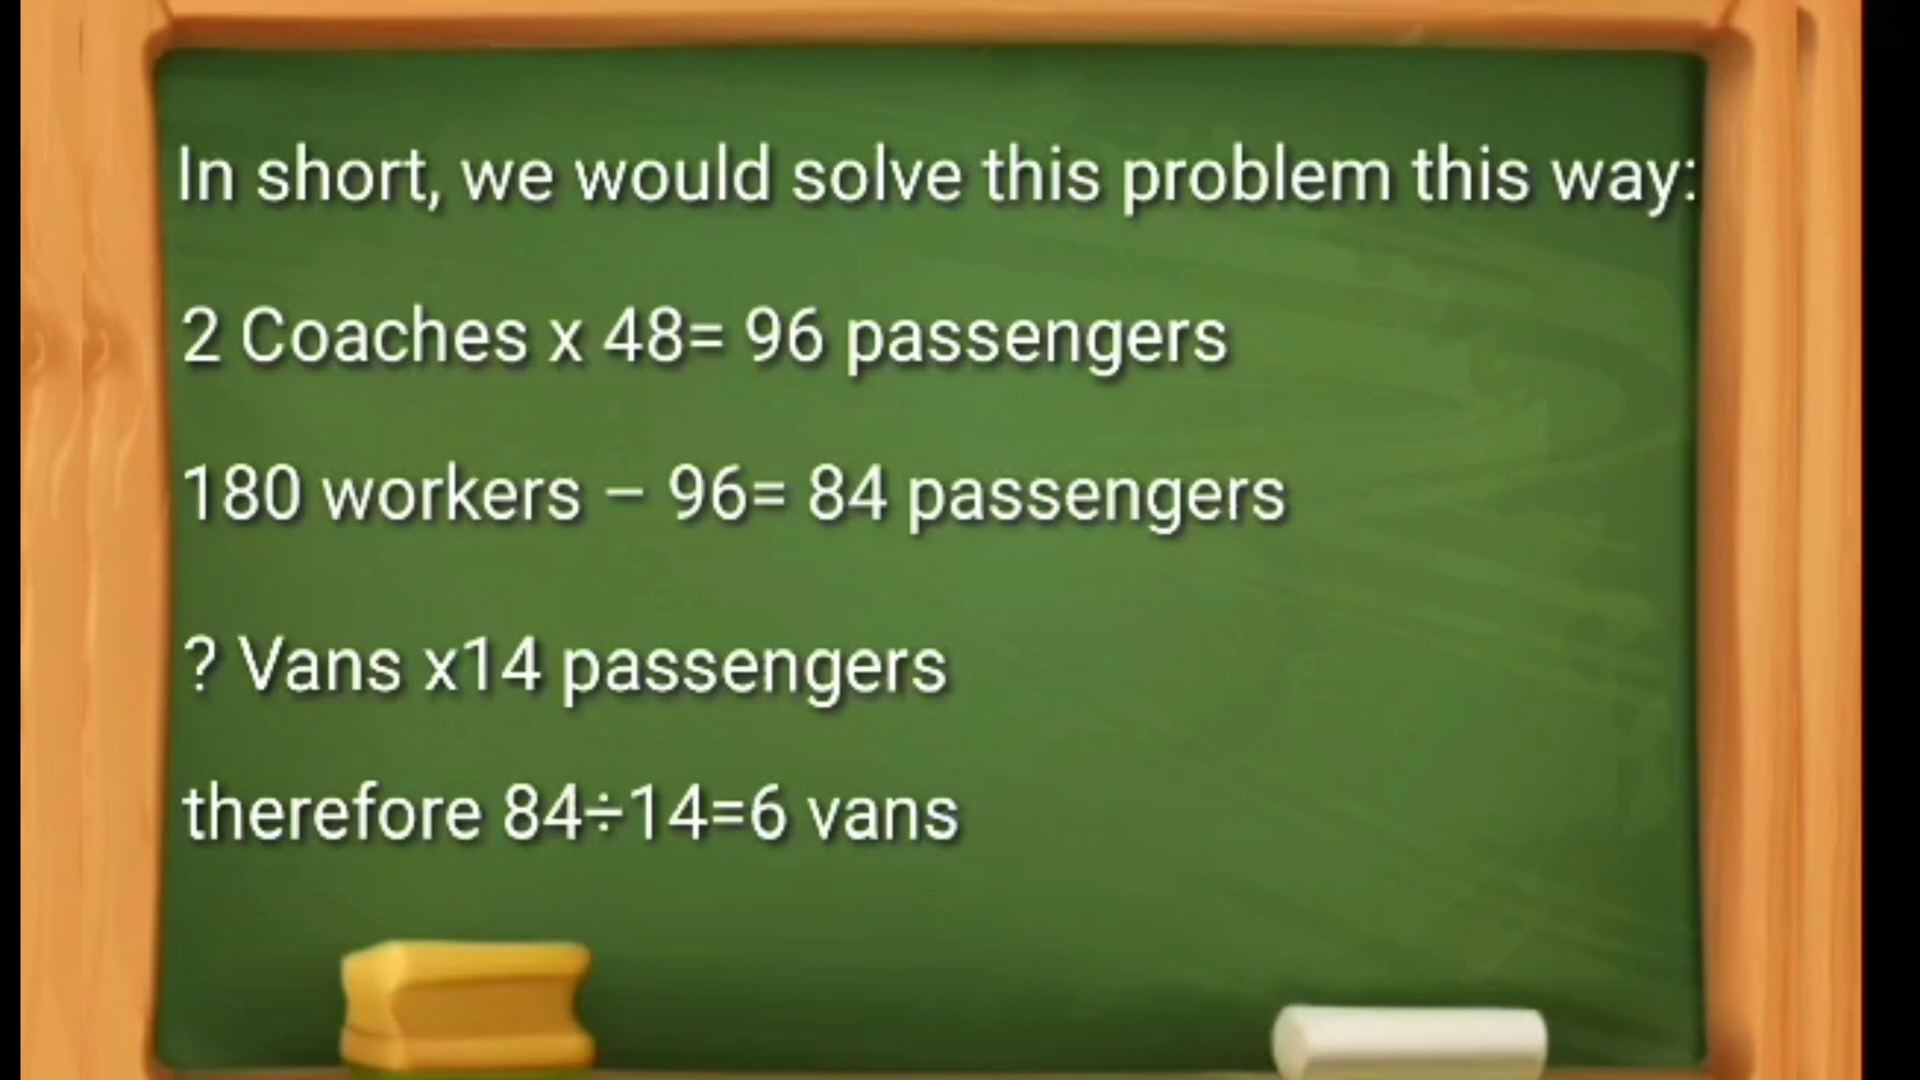 In short, we would solve this problem this way:
2 Coaches x 48= 96 passengers
180 workers – 96= 84 passengers
? Vans x14 passengers
therefore 84÷14=6 vans